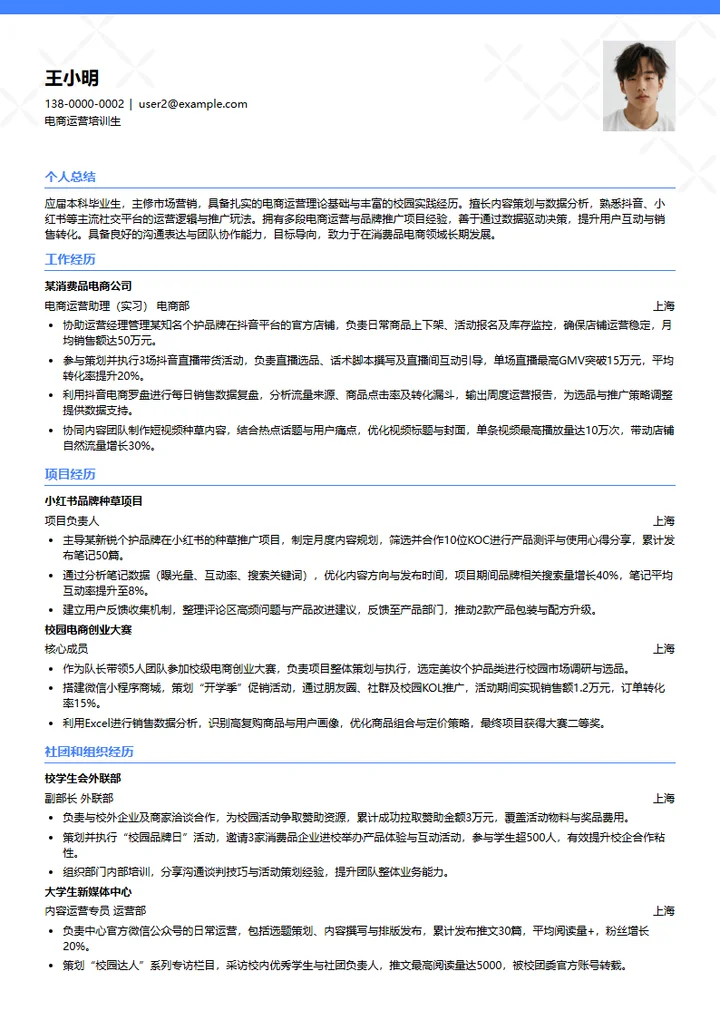 王小明
138-0000-0002 | user2@example.com
电商运营培训生
个人总结
应届本科毕业生，主修市场营销，具备扎实的电商运营理论基础与丰富的校园实践经历。擅长内容策划与数据分析，熟悉抖音、小
红书等主流社交平台的运营逻辑与推广玩法。拥有多段电商运营与品牌推广项目经验，善于通过数据驱动决策，提升用户互动与销
售转化。具备良好的沟通表达与团队协作能力，目标导向，致力于在消费品电商领域长期发展。
工作经历
某消费品电商公司
电商运营助理（实习） 电商部 上海
• 协助运营经理管理某知名个护品牌在抖音平台的官方店铺，负责日常商品上下架、活动报名及库存监控，确保店铺运营稳定，月
均销售额达50万元。
• 参与策划并执行3场抖音直播带货活动，负责直播选品、话术脚本撰写及直播间互动引导，单场直播最高GMV突破15万元，平均
转化率提升20%。
• 利用抖音电商罗盘进行每日销售数据复盘，分析流量来源、商品点击率及转化漏斗，输出周度运营报告，为选品与推广策略调整
提供数据支持。
• 协同内容团队制作短视频种草内容，结合热点话题与用户痛点，优化视频标题与封面，单条视频最高播放量达10万次，带动店铺
自然流量增长30%。
项目经历
小红书品牌种草项目
项目负责人 上海
• 主导某新锐个护品牌在小红书的种草推广项目，制定月度内容规划，筛选并合作10位KOC进行产品测评与使用心得分享，累计发
布笔记50篇。
• 通过分析笔记数据（曝光量、互动率、搜索关键词），优化内容方向与发布时间，项目期间品牌相关搜索量增长40%，笔记平均
互动率提升至8%。
• 建立用户反馈收集机制，整理评论区高频问题与产品改进建议，反馈至产品部门，推动2款产品包装与配方升级。
校园电商创业大赛
核心成员 上海
• 作为队长带领5人团队参加校级电商创业大赛，负责项目整体策划与执行，选定美妆个护品类进行校园市场调研与选品。
• 搭建微信小程序商城，策划“开学季”促销活动，通过朋友圈、社群及校园KOL推广，活动期间实现销售额1.2万元，订单转化
率15%。
• 利用Excel进行销售数据分析，识别高复购商品与用户画像，优化商品组合与定价策略，最终项目获得大赛二等奖。
社团和组织经历
校学生会外联部
副部长 外联部 上海
• 负责与校外企业及商家洽谈合作，为校园活动争取赞助资源，累计成功拉取赞助金额3万元，覆盖活动物料与奖品费用。
• 策划并执行“校园品牌日”活动，邀请3家消费品企业进校举办产品体验与互动活动，参与学生超500人，有效提升校企合作粘
性。
• 组织部门内部培训，分享沟通谈判技巧与活动策划经验，提升团队整体业务能力。
大学生新媒体中心
内容运营专员 运营部 上海
• 负责中心官方微信公众号的日常运营，包括选题策划、内容撰写与排版发布，累计发布推文30篇，平均阅读量+，粉丝增长
20%。
• 策划“校园达人”系列专访栏目，采访校内优秀学生与社团负责人，推文最高阅读量达5000，被校团委官方账号转载。